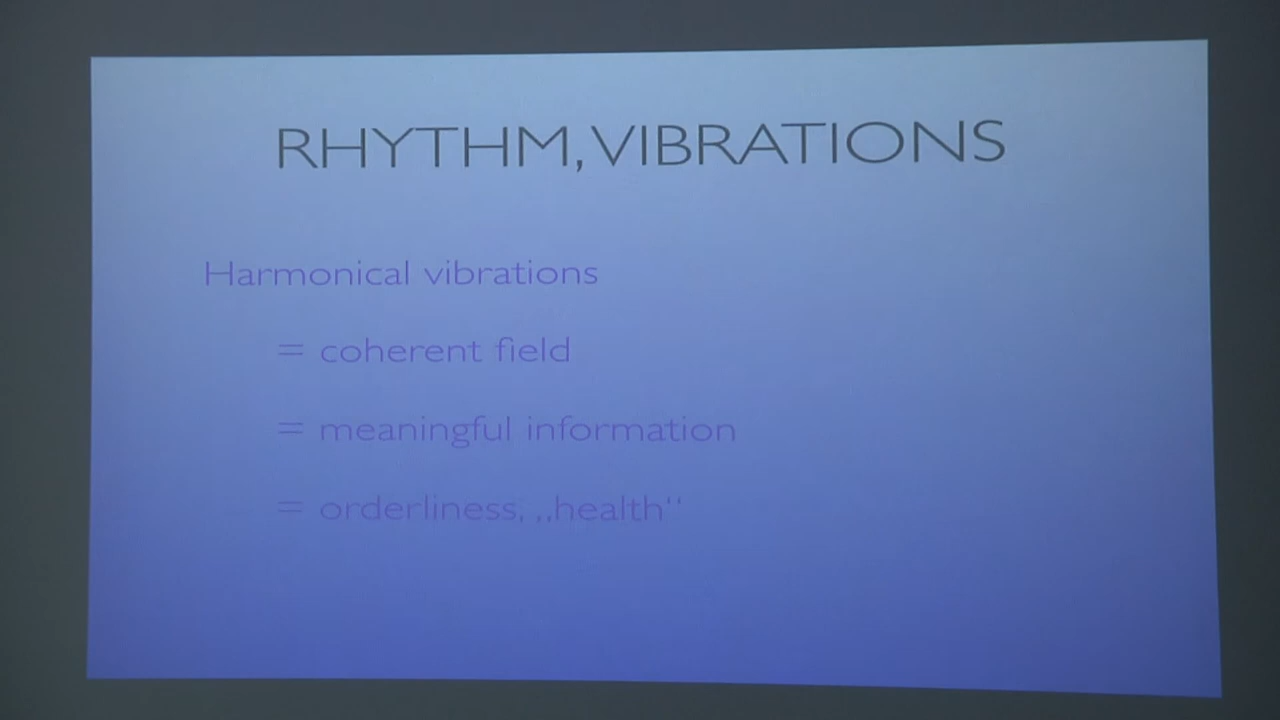 RHYTHM, VIBRATIONS
Harmonical vibrations
= coherent field
= meaningful information
= orderliness, „health“